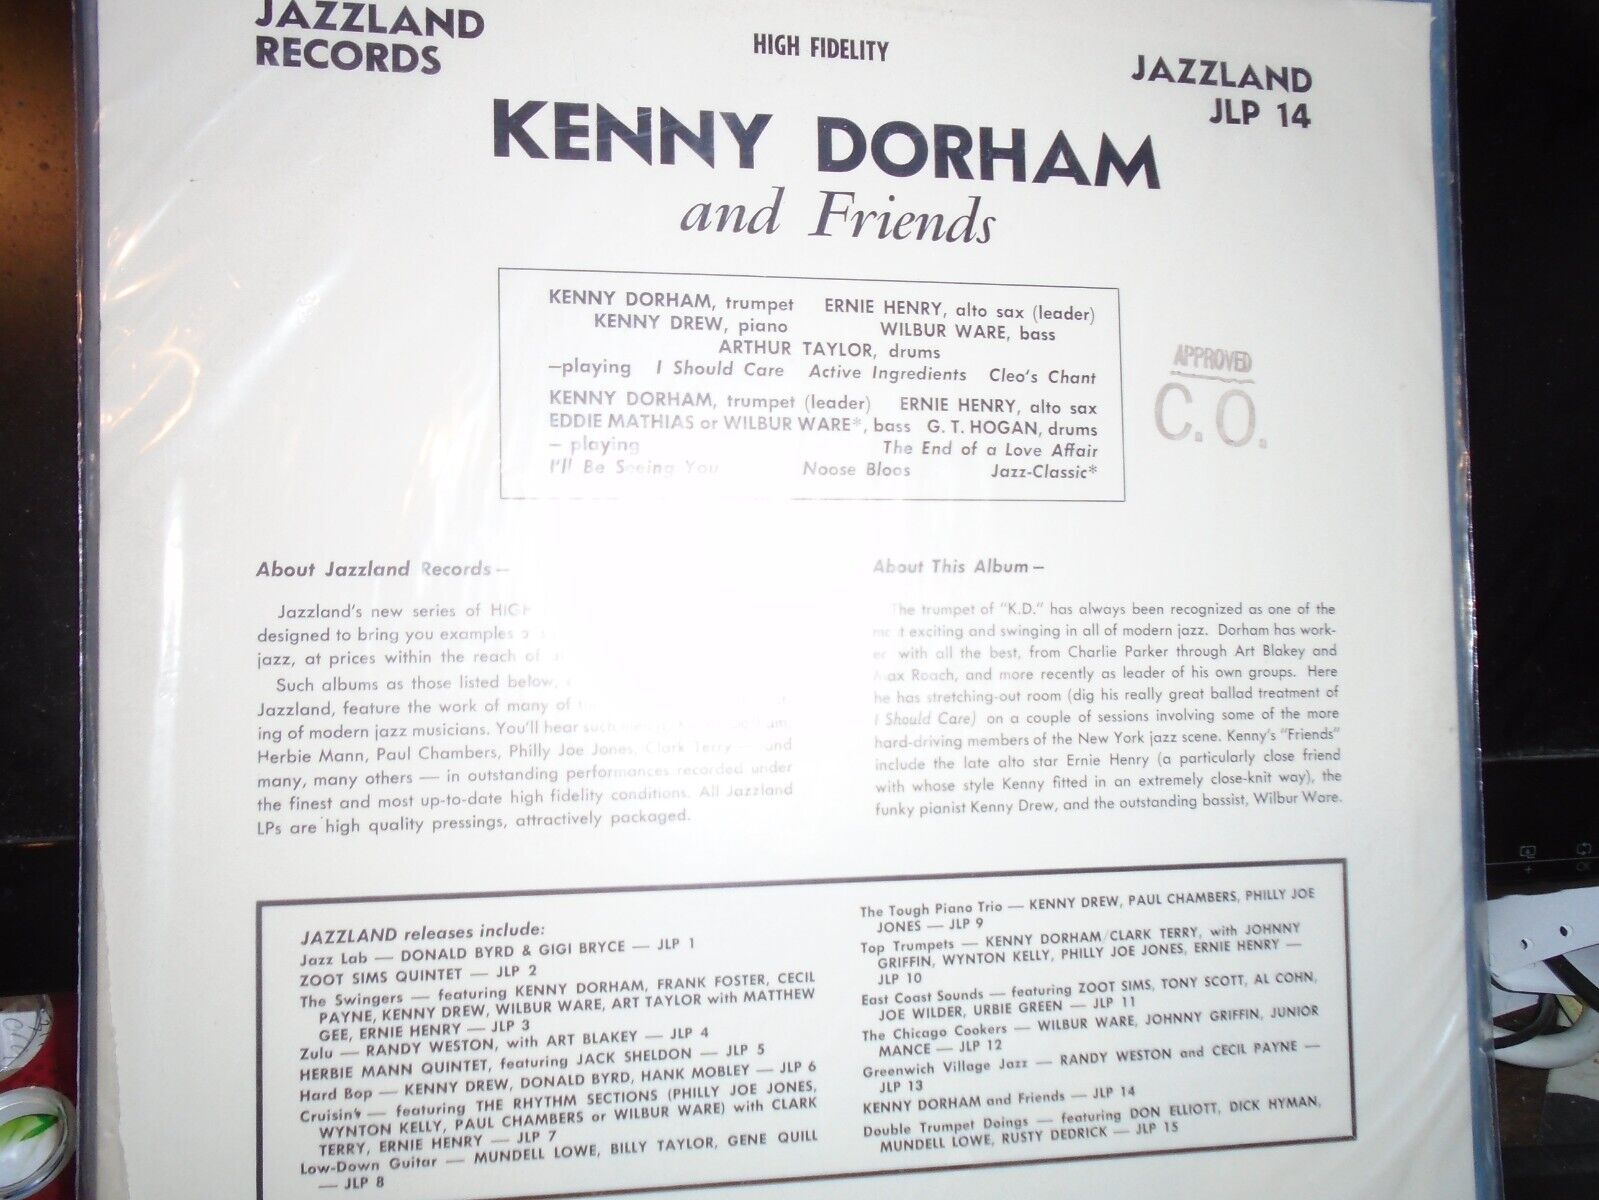 JAZZLAND
RECORDS
HIGH FIDELITY
JAZZLAND
JLP 14
KENNY DORHAM
and Friends
KENNY DORHAM, trumpet ERNIE HENRY, alto sax (leader)
KENNY DREW, piano WILBUR WARE, bass
ARTHUR TAYLOR, drums
—playing I Should Care Active Ingredients Cleo's Chant
KENNY DORHAM, trumpet (leader) ERNIE HENRY, alto sax
EDDIE MATHIAS or WILBUR WARE*, bass G. T. HOGAN, drums
— playing The End of a Love Affair
I'll Be Seeing You Noose Bloos Jazz-Classic*
APPROVED
C.O.
About Jazzland Records—
Jazzland's new series of
designed to bring you examples
jazz, at prices within the reach of
Such albums as those listed below,
Jazzland, feature the work of many of
ing of modern jazz musicians. You'll hear such
Herbie Mann, Paul Chambers, Philly Joe Jones, Clark Terry — and
many, many others — in outstanding performances recorded under
the finest and most up-to-date high fidelity conditions. All Jazzland
LPs are high quality pressings, attractively packaged.
About This Album—
The trumpet of "K.D." has always been recognized as one of the
most exciting and swinging in all of modern jazz. Dorham has work-
with all the best, from Charlie Parker through Art Blakey and
Max Roach, and more recently as leader of his own groups. Here
he has stretching-out room (dig his really great ballad treatment of
I Should Care) on a couple of sessions involving some of the more
hard-driving members of the New York jazz scene. Kenny's "Friends"
include the late alto star Ernie Henry (a particularly close friend
with whose style Kenny fitted in an extremely close-knit way), the
funky pianist Kenny Drew, and the outstanding bassist, Wilbur Ware.
JAZZLAND releases include:
Jazz Lab — DONALD BYRD & GIGI BRYCE — JLP 1
ZOOT SIMS QUINTET — JLP 2
The Swingers — featuring KENNY DORHAM, FRANK FOSTER, CECIL
PAYNE, KENNY DREW, WILBUR WARE, ART TAYLOR with MATTHEW
GEE, ERNIE HENRY — JLP 3
Zulu — RANDY WESTON, with ART BLAKEY — JLP 4
HERBIE MANN QUINTET, featuring JACK SHELDON — JLP 5
Hard Bop — KENNY DREW, DONALD BYRD, HANK MOBLEY — JLP 6
Cruisin' — featuring THE RHYTHM SECTIONS (PHILLY JOE JONES,
WYNTON KELLY, PAUL CHAMBERS or WILBUR WARE) with CLARK
TERRY, ERNIE HENRY — JLP 7
Low-Down Guitar — MUNDELL LOWE, BILLY TAYLOR, GENE QUILL
— JLP 8
The Tough Piano Trio — KENNY DREW, PAUL CHAMBERS, PHILLY JOE
JONES — JLP 9
Top Trumpets — KENNY DORHAM/CLARK TERRY, with JOHNNY
GRIFFIN, WYNTON KELLY, PHILLY JOE JONES, ERNIE HENRY —
JLP 10
East Coast Sounds — featuring ZOOT SIMS, TONY SCOTT, AL COHN,
JOE WILDER, URBIE GREEN — JLP 11
The Chicago Cookers — WILBUR WARE, JOHNNY GRIFFIN, JUNIOR
MANCE — JLP 12
Greenwich Village Jazz — RANDY WESTON and CECIL PAYNE —
JLP 13
KENNY DORHAM and Friends — JLP 14
Double Trumpet Doings — featuring DON ELLIOTT, DICK HYMAN,
MUNDELL LOWE, RUSTY DEDRICK — JLP 15